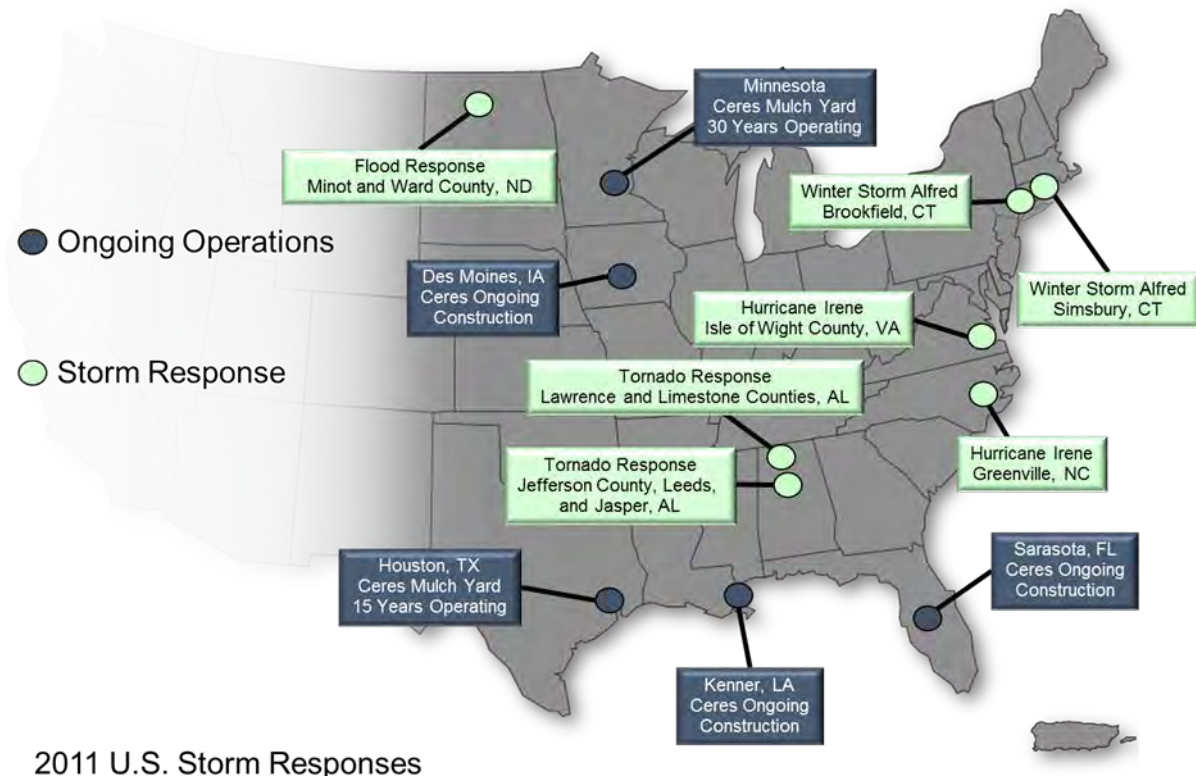 Minnesota
Ceres Mulch Yard
30 Years Operating
Flood Response
Minot and Ward County, ND
Winter Storm Alfred
Brookfield, CT
Ongoing Operations
Des Moines, IA
Ceres Ongoing
Construction
Winter Storm Alfred
Simsbury, CT
Hurricane Irene
Isle of Wight County, VA
Storm Response
Tornado Response
Lawrence and Limestone Counties, AL
Hurricane Irene
Greenville, NC
Tornado Response
Jefferson County, Leeds,
and Jasper, AL
Sarasota, FL
Ceres Ongoing
Construction
Houston, TX
Ceres Mulch Yard
15 Years Operating
Kenner, LA
Ceres Ongoing
Construction
2011 U.S. Storm Responses